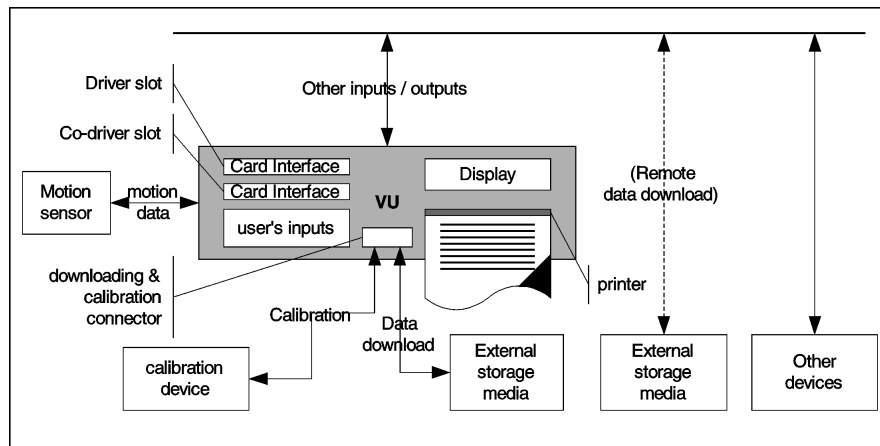 Driver slot
Other inputs / outputs
Co-driver slot
Card Interface
Card Interface
Display
(Remote
data download)
Motion
sensor
motion
data
VU
user's inputs
downloading &
calibration
connector
printer
Calibration
Data
download
calibration
device
External
storage
media
External
storage
media
Other
devices